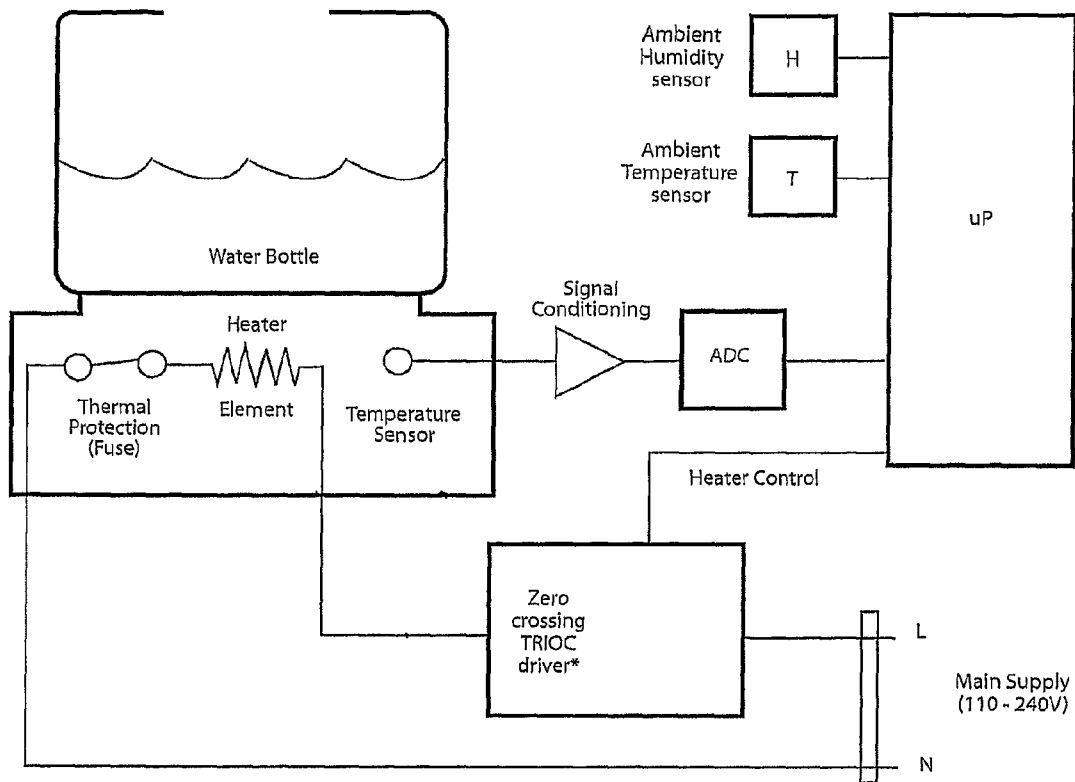 Ambient
Humidity
sensor
H
Ambient
Temperature
sensor
T
uP
Water Bottle
Signal
Conditioning
ADC
Heater
Element
Thermal
Protection
(Fuse)
Temperature
Sensor
Heater Control
Zero
crossing
TRIOC
driver*
L
Main Supply
(110 - 240V)
N